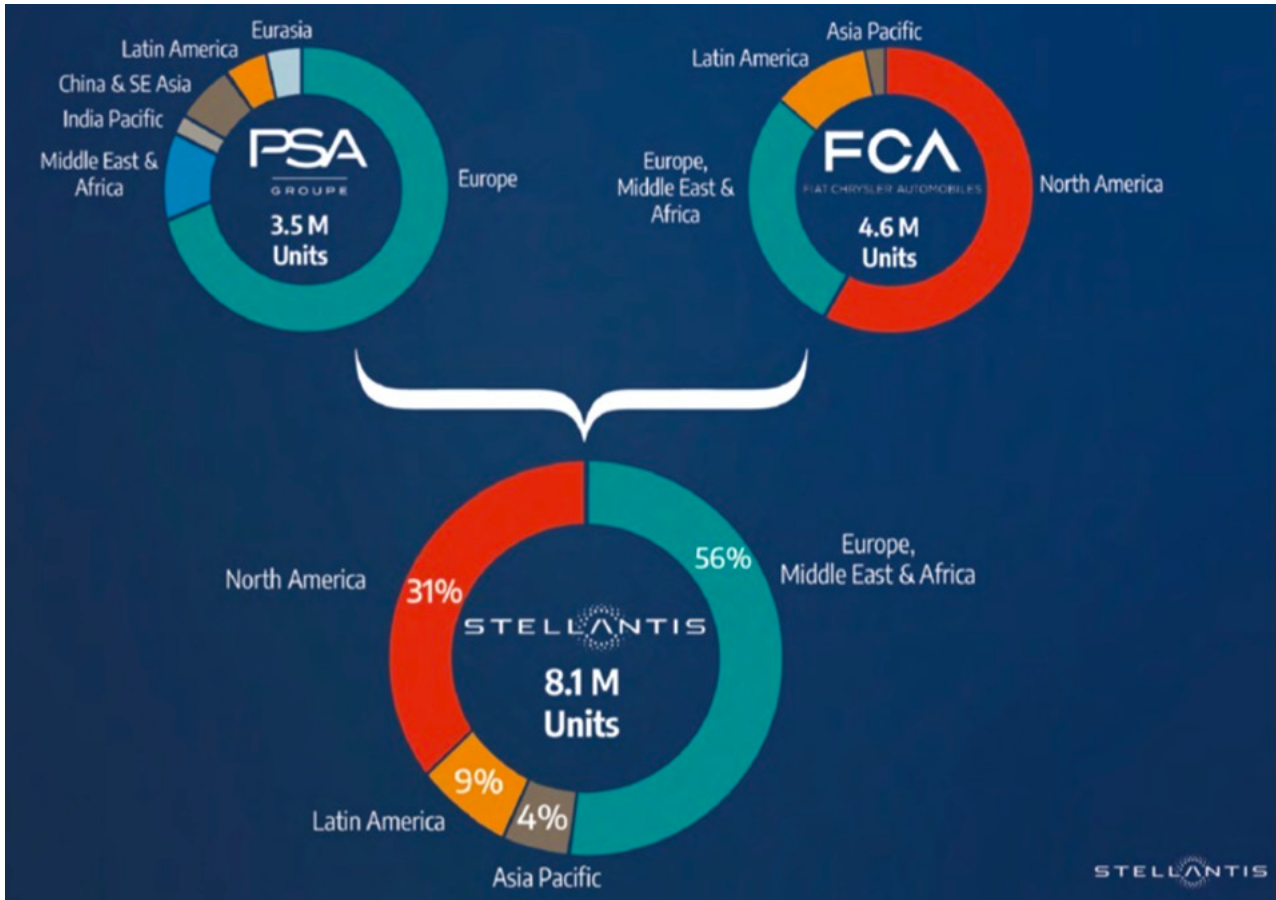 Eurasia
Latin America
China & SE Asia
India Pacific
Middle East &
Africa
PSA
GROUPE
3.5 M
Units
Europe
Asia Pacific
Latin America
Europe,
Middle East &
Africa
FCA
FIAT CHRYSLER AUTOMOBILES
4.6 M
Units
North America
North America
31%
56%
Europe,
Middle East & Africa
STELLANTIS
8.1 M
Units
9%
4%
Latin America
Asia Pacific
STELLANTIS